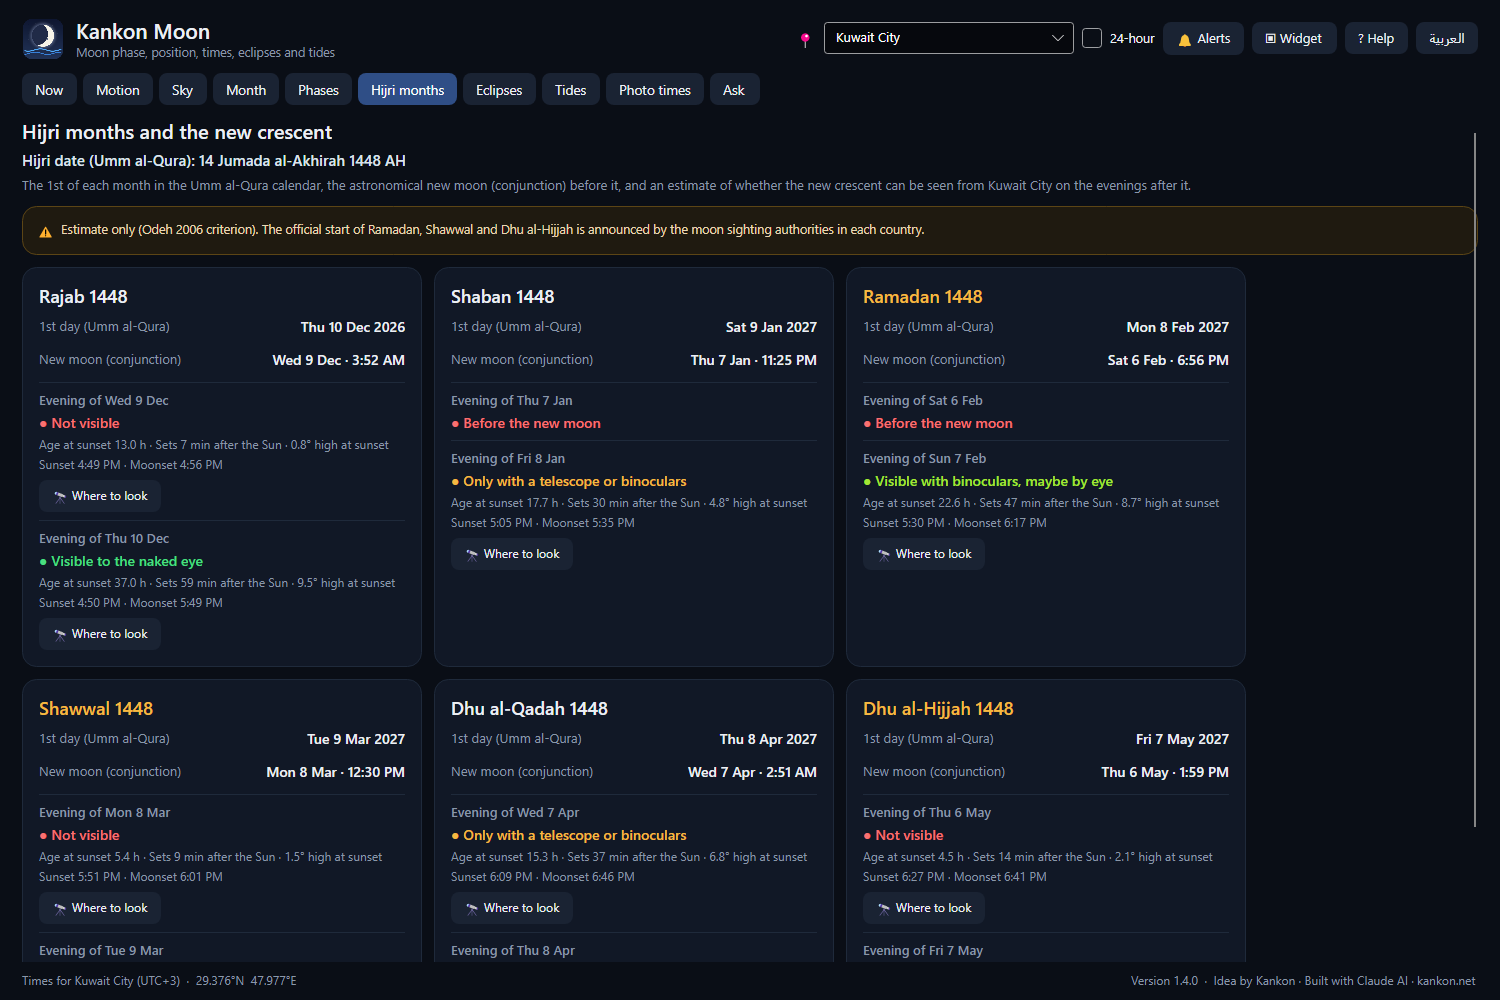 Kankon Moon
Moon phase, position, times, eclipses and tides
Kuwait City
24-hour
Alerts
Widget
? Help
العربية
Now
Motion
Sky
Month
Phases
Hijri months
Eclipses
Tides
Photo times
Ask
Hijri months and the new crescent
Hijri date (Umm al-Qura): 14 Jumada al-Akhirah 1448 AH
The 1st of each month in the Umm al-Qura calendar, the astronomical new moon (conjunction) before it, and an estimate of whether the new crescent can be seen from Kuwait City on the evenings after it.
Estimate only (Odeh 2006 criterion). The official start of Ramadan, Shawwal and Dhu al-Hijjah is announced by the moon sighting authorities in each country.
Rajab 1448
1st day (Umm al-Qura) Thu 10 Dec 2026
New moon (conjunction) Wed 9 Dec · 3:52 AM
Evening of Wed 9 Dec
● Not visible
Age at sunset 13.0 h · Sets 7 min after the Sun · 0.8° high at sunset
Sunset 4:49 PM · Moonset 4:56 PM
Where to look
Evening of Thu 10 Dec
● Visible to the naked eye
Age at sunset 37.0 h · Sets 59 min after the Sun · 9.5° high at sunset
Sunset 4:50 PM · Moonset 5:49 PM
Where to look
Shaban 1448
1st day (Umm al-Qura) Sat 9 Jan 2027
New moon (conjunction) Thu 7 Jan · 11:25 PM
Evening of Thu 7 Jan
● Before the new moon
Evening of Fri 8 Jan
● Only with a telescope or binoculars
Age at sunset 17.7 h · Sets 30 min after the Sun · 4.8° high at sunset
Sunset 5:05 PM · Moonset 5:35 PM
Where to look
Ramadan 1448
1st day (Umm al-Qura) Mon 8 Feb 2027
New moon (conjunction) Sat 6 Feb · 6:56 PM
Evening of Sat 6 Feb
● Before the new moon
Evening of Sun 7 Feb
● Visible with binoculars, maybe by eye
Age at sunset 22.6 h · Sets 47 min after the Sun · 8.7° high at sunset
Sunset 5:30 PM · Moonset 6:17 PM
Where to look
Shawwal 1448
1st day (Umm al-Qura) Tue 9 Mar 2027
New moon (conjunction) Mon 8 Mar · 12:30 PM
Evening of Mon 8 Mar
● Not visible
Age at sunset 5.4 h · Sets 9 min after the Sun · 1.5° high at sunset
Sunset 5:51 PM · Moonset 6:01 PM
Where to look
Evening of Tue 9 Mar
Dhu al-Qadah 1448
1st day (Umm al-Qura) Thu 8 Apr 2027
New moon (conjunction) Wed 7 Apr · 2:51 AM
Evening of Wed 7 Apr
● Only with a telescope or binoculars
Age at sunset 15.3 h · Sets 37 min after the Sun · 6.8° high at sunset
Sunset 6:09 PM · Moonset 6:46 PM
Where to look
Evening of Thu 8 Apr
Dhu al-Hijjah 1448
1st day (Umm al-Qura) Fri 7 May 2027
New moon (conjunction) Thu 6 May · 1:59 PM
Evening of Thu 6 May
● Not visible
Age at sunset 4.5 h · Sets 14 min after the Sun · 2.1° high at sunset
Sunset 6:27 PM · Moonset 6:41 PM
Where to look
Evening of Fri 7 May
Times for Kuwait City (UTC+3) · 29.376°N 47.977°E
Version 1.4.0 · Idea by Kankon · Built with Claude AI · kankon.net